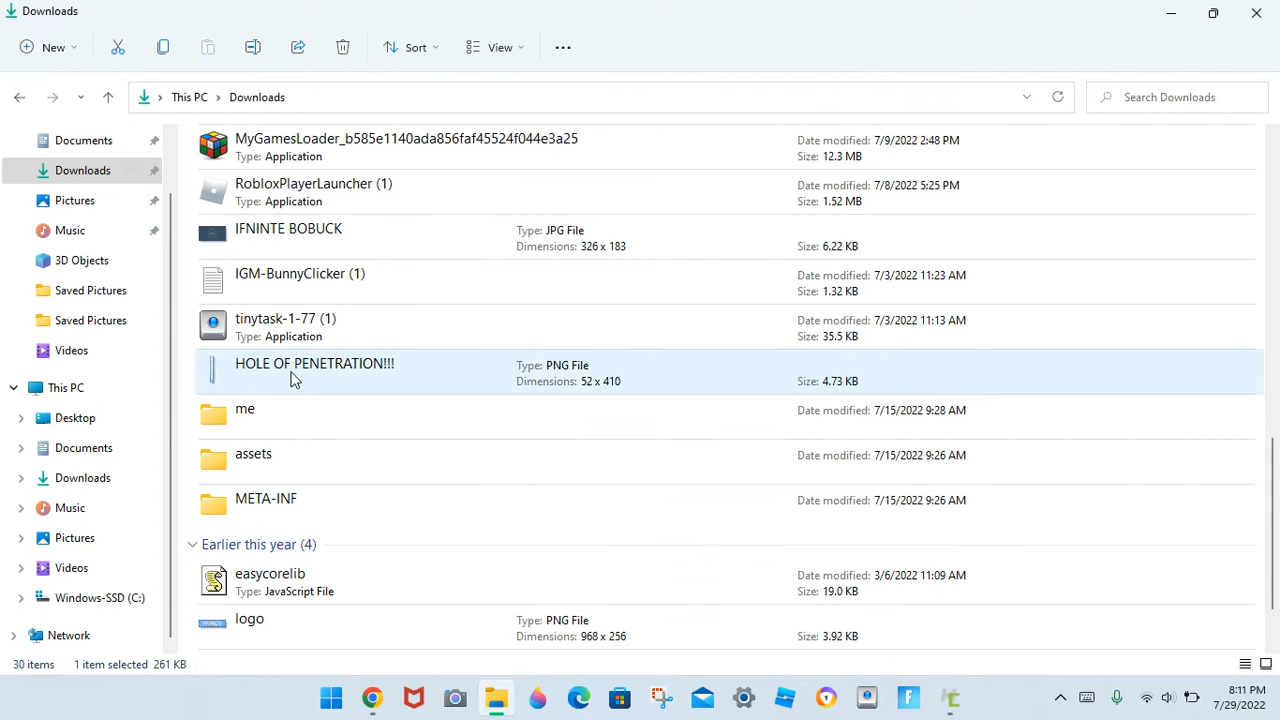 Downloads
New
Sort
View
This PC > Downloads
Search Downloads
Documents
Downloads
Pictures
Music
3D Objects
Saved Pictures
Saved Pictures
Videos
This PC
Desktop
Documents
Downloads
Music
Pictures
Videos
Windows-SSD (C:)
Network
MyGamesLoader_b585e1140ada856faf45524f044e3a25
Type: Application
Date modified: 7/9/2022 2:48 PM
Size: 12.3 MB
RobloxPlayerLauncher (1)
Type: Application
Date modified: 7/8/2022 5:25 PM
Size: 1.52 MB
IFNINTE BOBUCK
Type: JPG File
Dimensions: 326 x 183
Size: 6.22 KB
IGM-BunnyClicker (1)
Date modified: 7/3/2022 11:23 AM
Size: 1.32 KB
tinytask-1-77 (1)
Type: Application
Date modified: 7/3/2022 11:13 AM
Size: 35.5 KB
HOLE OF PENETRATION!!!
Type: PNG File
Dimensions: 52 x 410
Size: 4.73 KB
me
Date modified: 7/15/2022 9:28 AM
assets
Date modified: 7/15/2022 9:26 AM
META-INF
Date modified: 7/15/2022 9:26 AM
Earlier this year (4)
easycorelib
Type: JavaScript File
Date modified: 3/6/2022 11:09 AM
Size: 19.0 KB
logo
Type: PNG File
Dimensions: 968 x 256
Size: 3.92 KB
30 items
1 item selected 261 KB
8:11 PM
7/29/2022